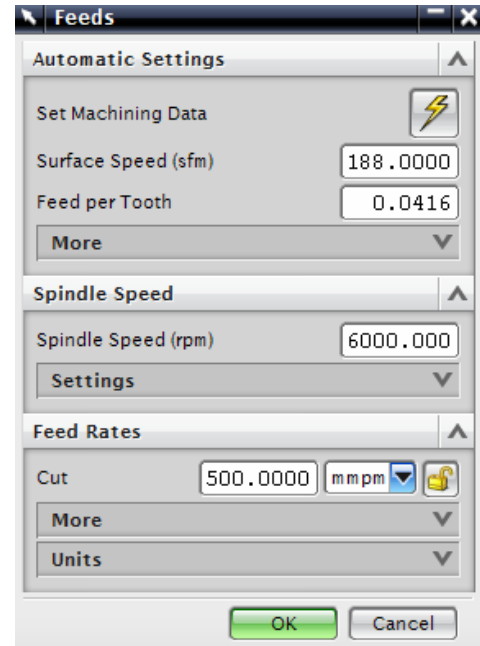 Feeds
Automatic Settings
Set Machining Data
Surface Speed (sfm) 188.0000
Feed per Tooth 0.0416
More
Spindle Speed
Spindle Speed (rpm) 6000.000
Settings
Feed Rates
Cut 500.0000 mmpm
More
Units
OK Cancel